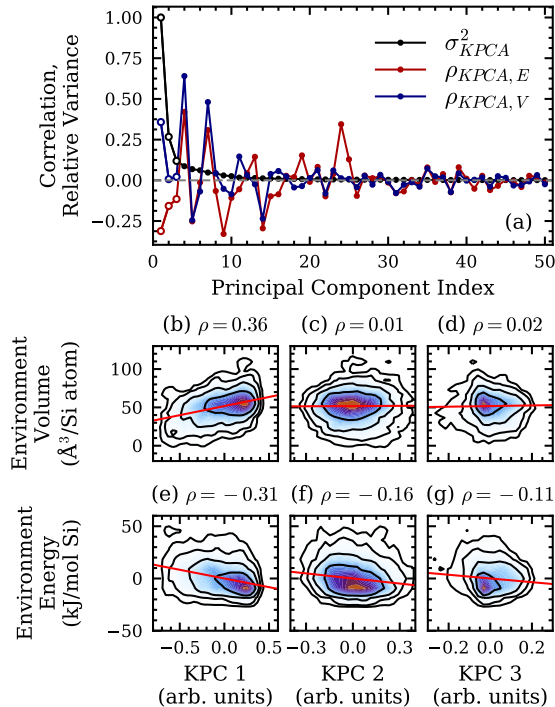 1.00
0.75
0.50
0.25
0.00
−0.25
Correlation,
Relative Variance
σ²_KPCA
ρ_KPCA, E
ρ_KPCA, V
(a)
0 10 20 30 40 50
Principal Component Index
(b) ρ = 0.36 (c) ρ = 0.01 (d) ρ = 0.02
100
50
0
Environment
Volume
(Å³/Si atom)
(e) ρ = −0.31 (f) ρ = −0.16 (g) ρ = −0.11
50
0
−50
Environment
Energy
(kJ/mol Si)
−0.5 0.0 0.5 −0.3 0.0 0.3 −0.2 0.0 0.2
KPC 1 KPC 2 KPC 3
(arb. units) (arb. units) (arb. units)